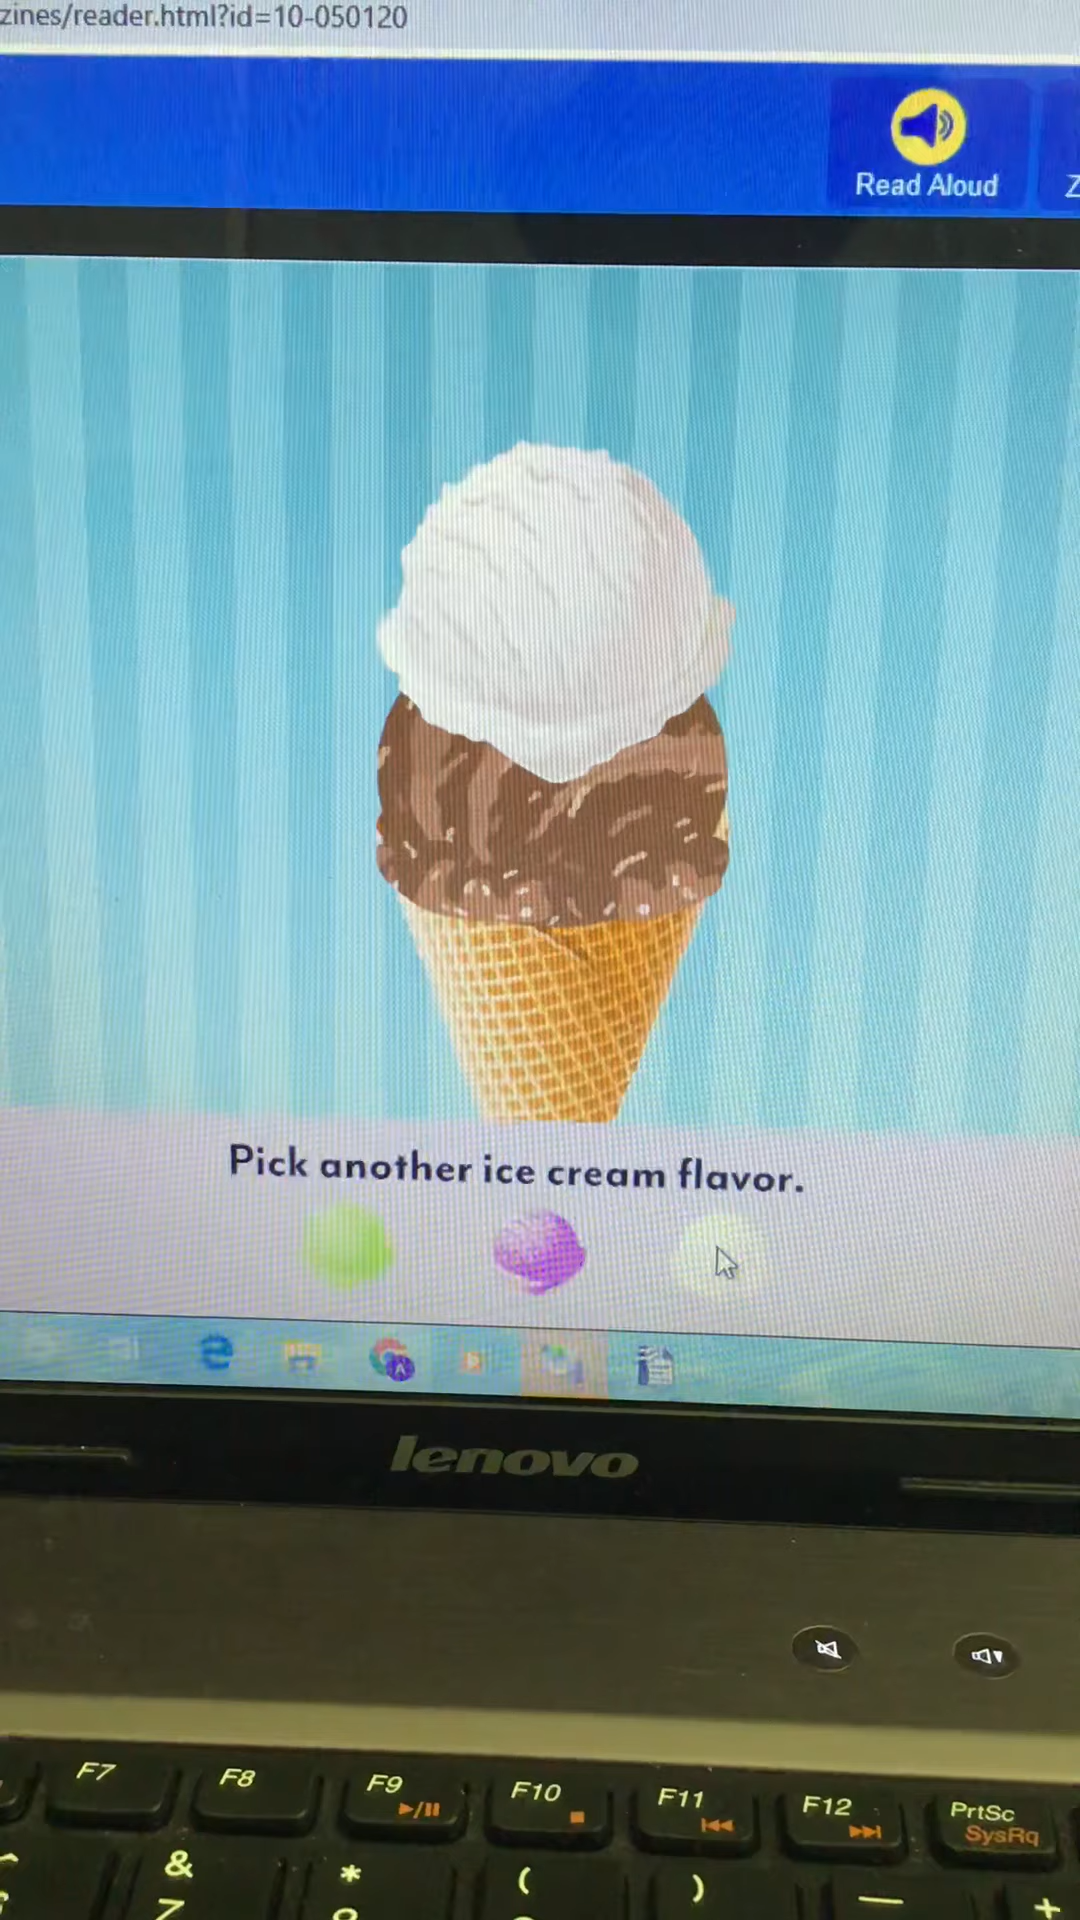 zines/reader.html?id=10-050120
Read Aloud
Z
Pick another ice cream flavor.
A
lenovo
F7 F8 F9 F10 F11 F12 PrtSc
SysRq
& * ( ) — +
7